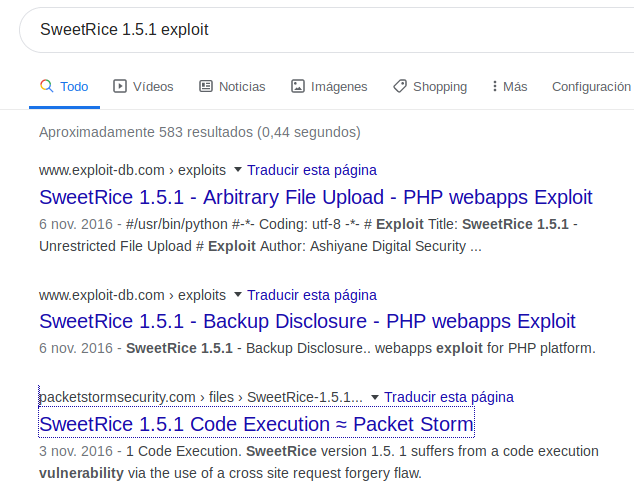 SweetRice 1.5.1 exploit
Todo Vídeos Noticias Imágenes Shopping Más Configuración
Aproximadamente 583 resultados (0,44 segundos)
www.exploit-db.com › exploits ▼ Traducir esta página
SweetRice 1.5.1 - Arbitrary File Upload - PHP webapps Exploit
6 nov. 2016 - #/usr/bin/python #-*- Coding: utf-8 -*- # Exploit Title: SweetRice 1.5.1 -
Unrestricted File Upload # Exploit Author: Ashiyane Digital Security ...
www.exploit-db.com › exploits ▼ Traducir esta página
SweetRice 1.5.1 - Backup Disclosure - PHP webapps Exploit
6 nov. 2016 - SweetRice 1.5.1 - Backup Disclosure.. webapps exploit for PHP platform.
packetstormsecurity.com › files › SweetRice-1.5.1... ▼ Traducir esta página
SweetRice 1.5.1 Code Execution ≈ Packet Storm
3 nov. 2016 - 1 Code Execution. SweetRice version 1.5. 1 suffers from a code execution
vulnerability via the use of a cross site request forgery flaw.